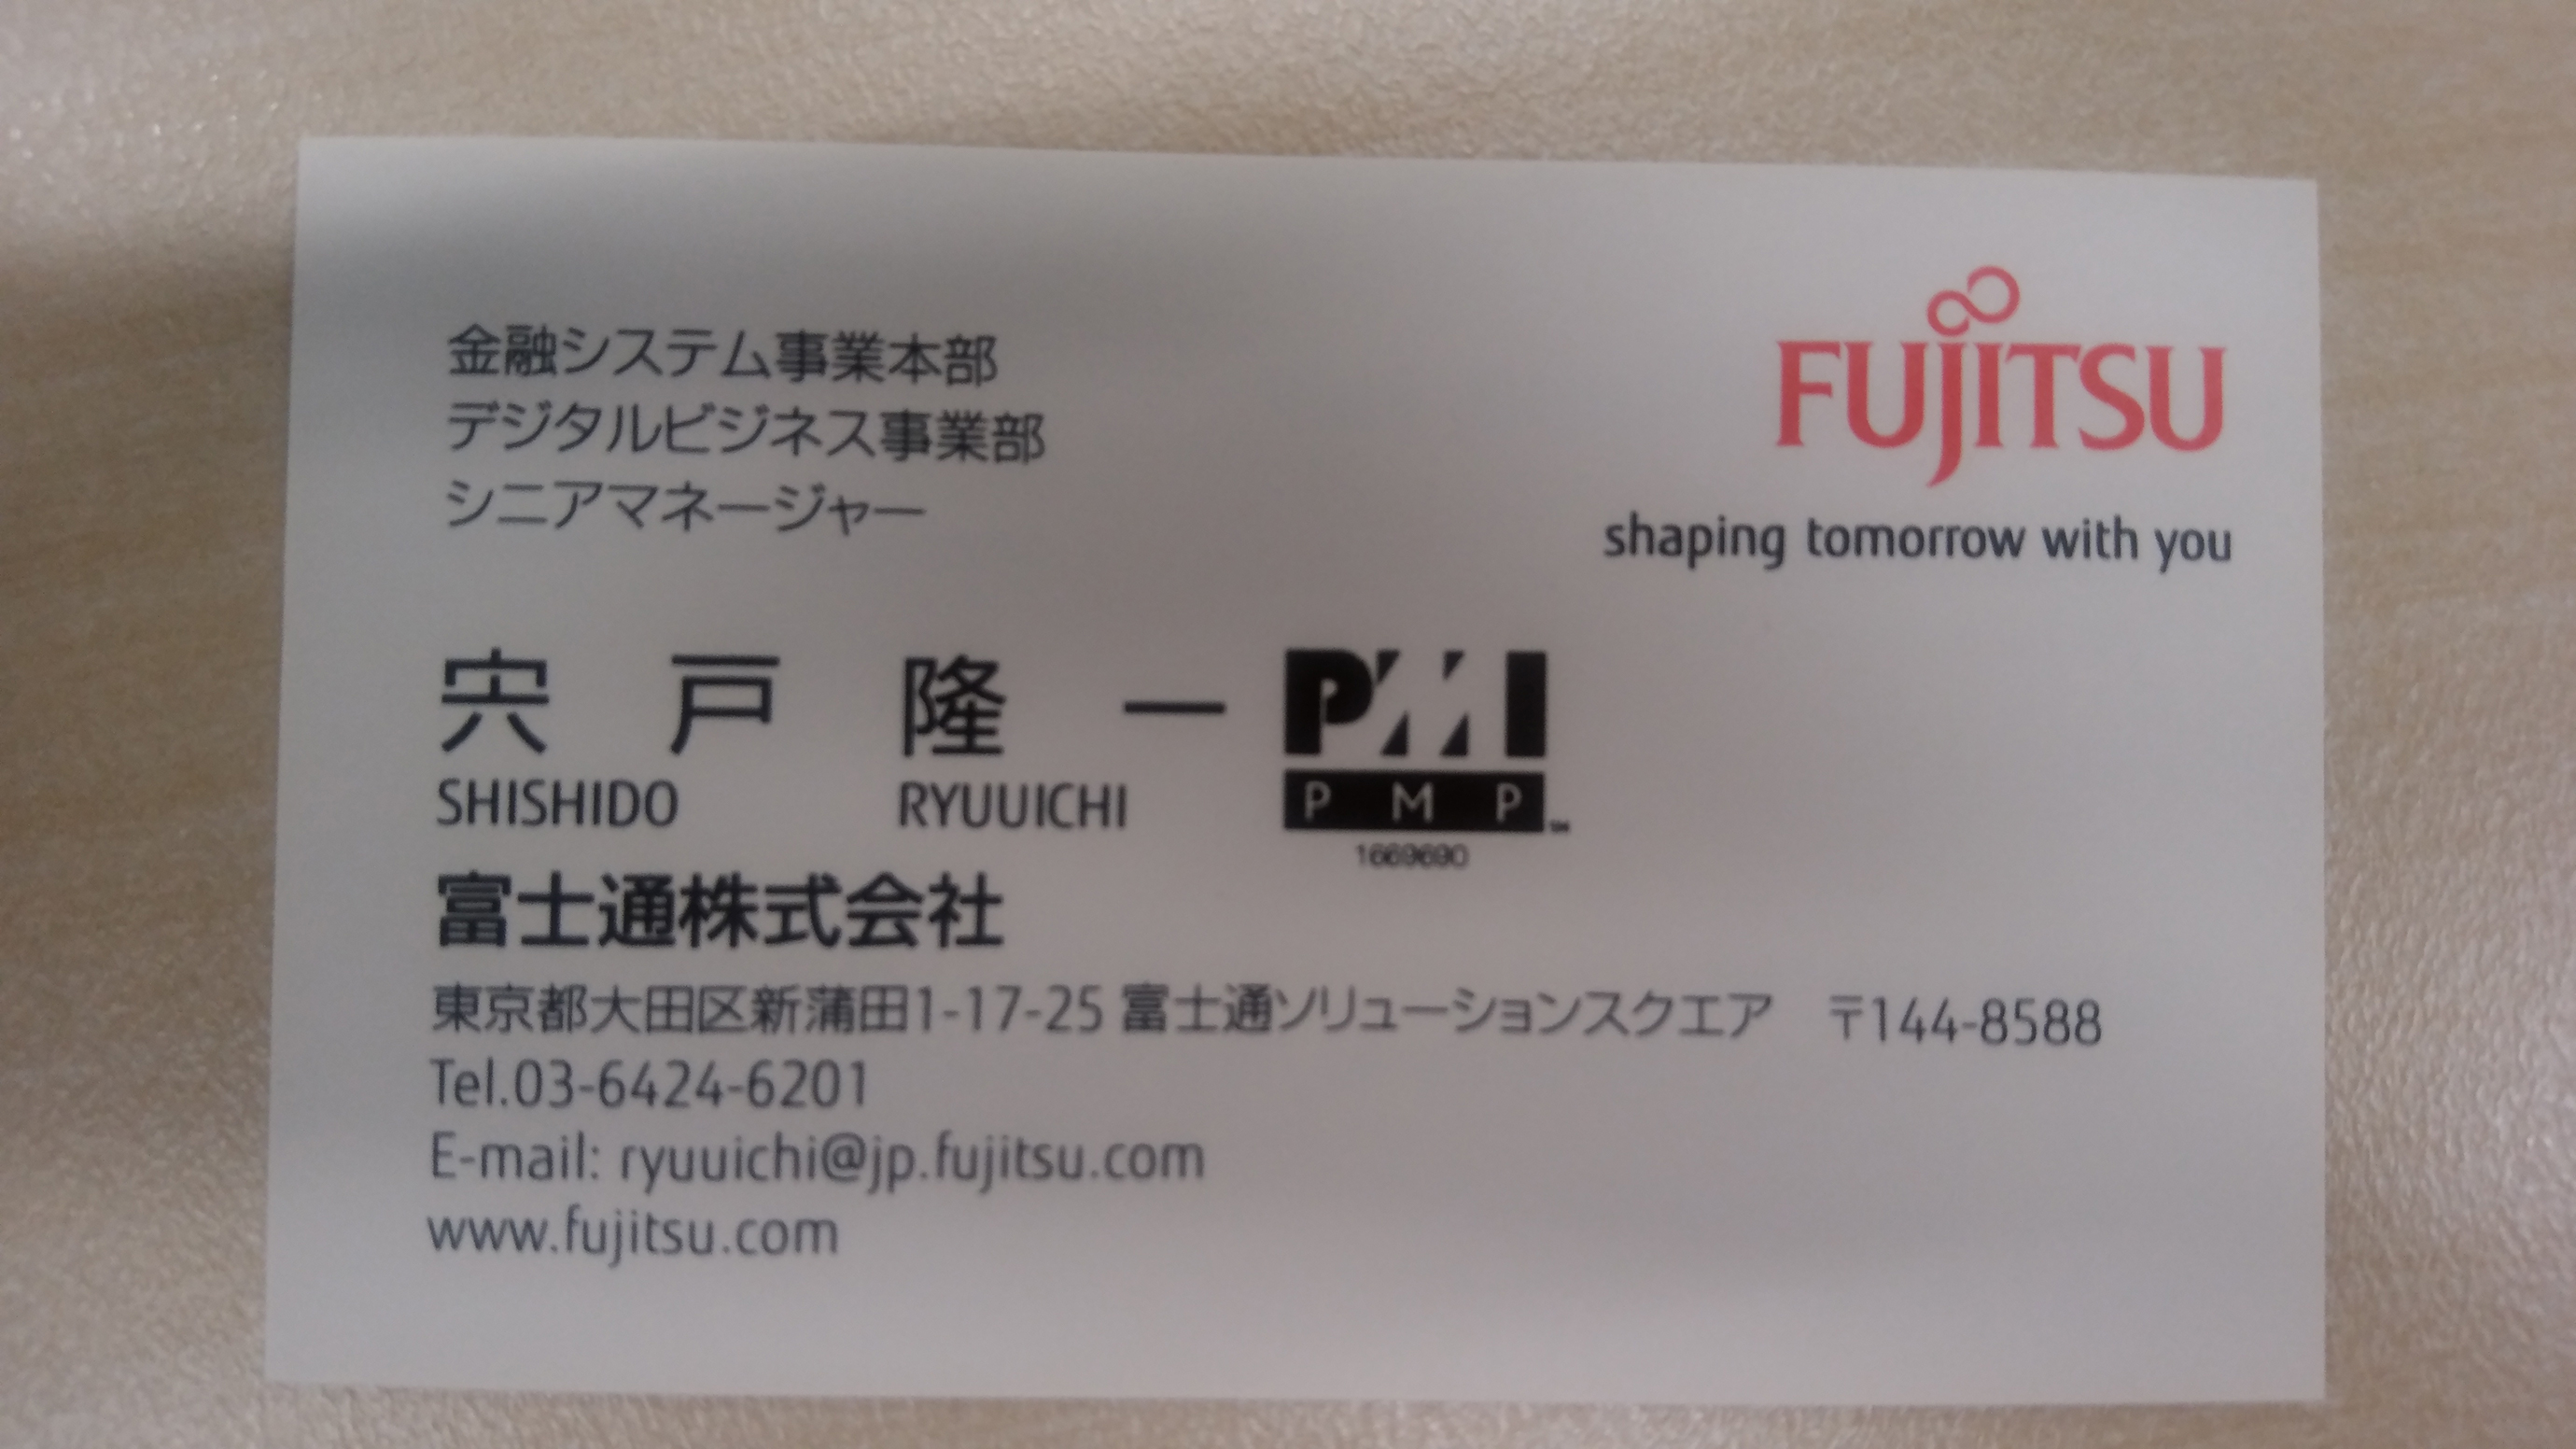 FUJITSU
shaping tomorrow with you
金融システム事業本部
デジタルビジネス事業部
シニアマネージャー
宍戸 隆一
SHISHIDO RYUUICHI
PMI
PMP
1669690
富士通株式会社
東京都大田区新蒲田1-17-25 富士通ソリューションスクエア 〒144-8588
Tel.03-6424-6201
E-mail: ryuuichi@jp.fujitsu.com
www.fujitsu.com